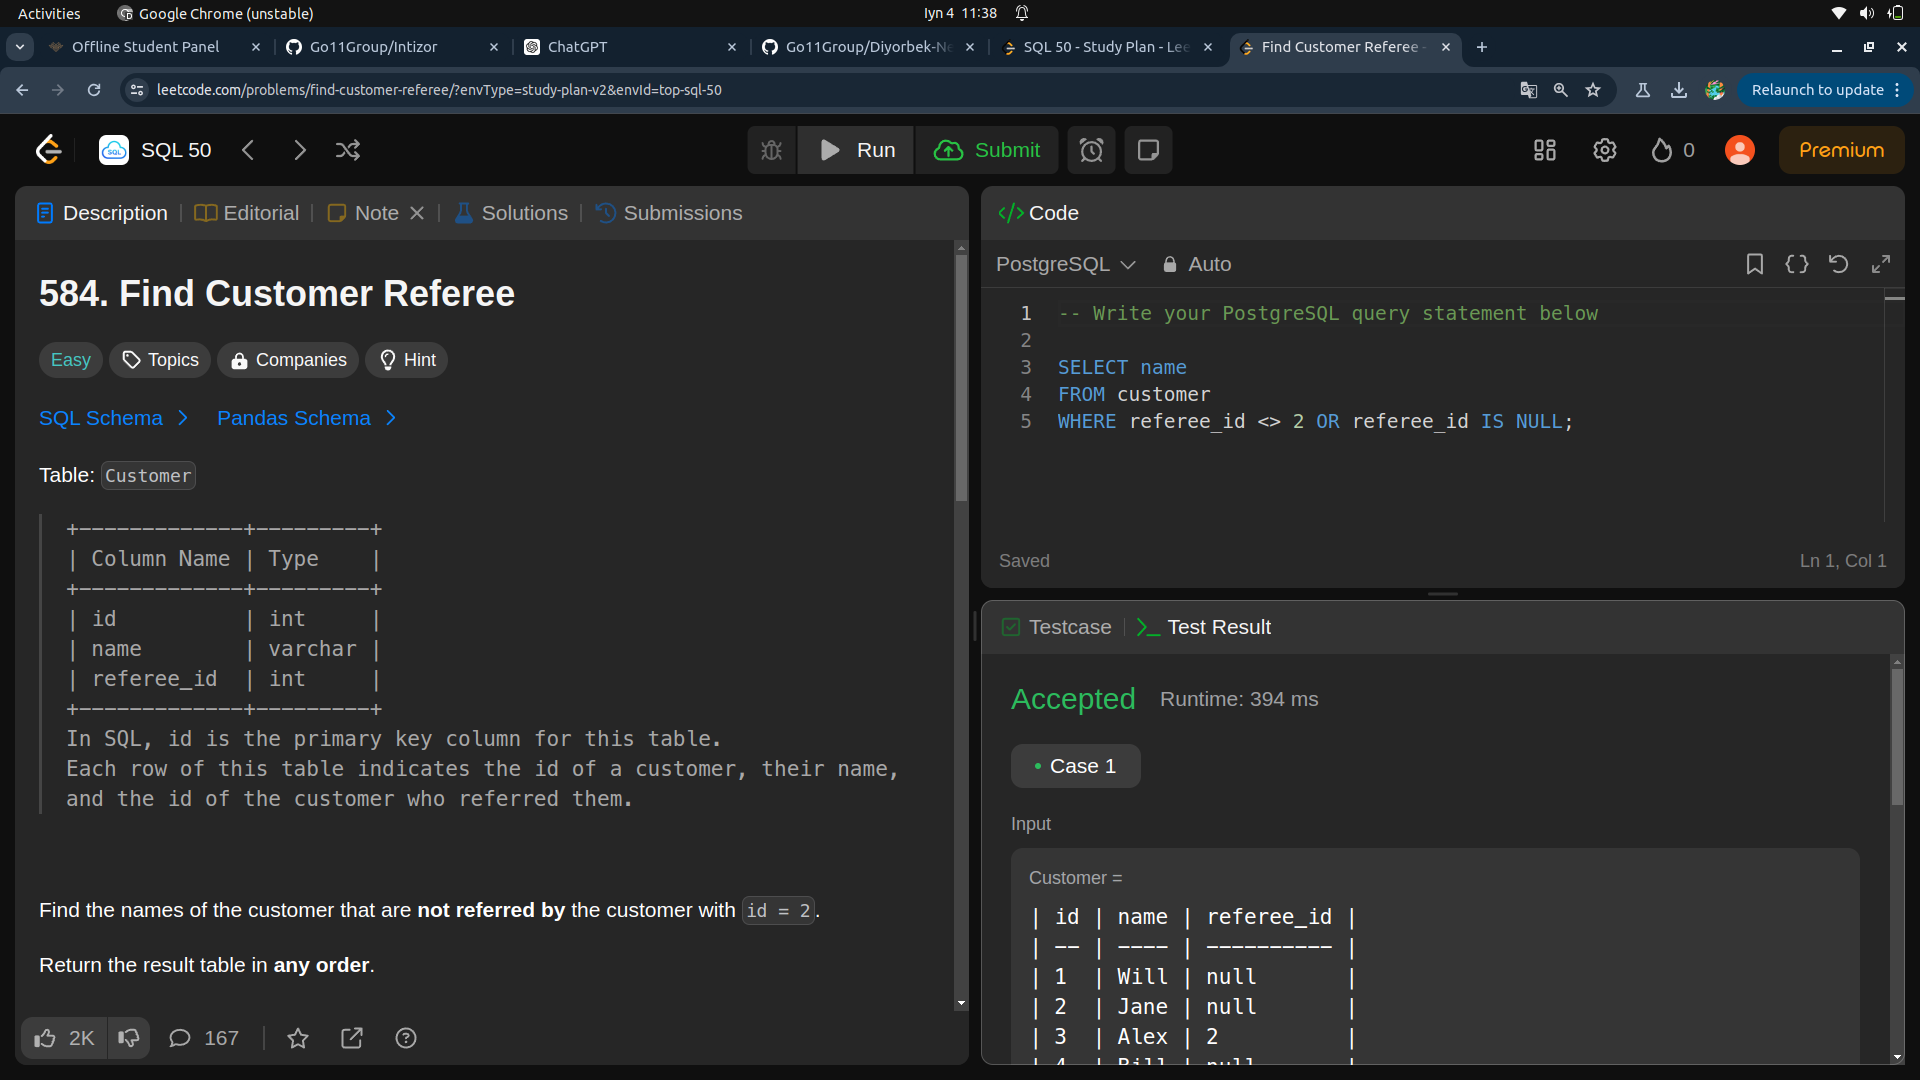 Activities
Google Chrome (unstable)
Iyn 4 11:38
Offline Student Panel
Go11Group/Intizor
ChatGPT
Go11Group/Diyorbek-Ne
SQL 50 - Study Plan - Lee
Find Customer Referee -
leetcode.com/problems/find-customer-referee/?envType=study-plan-v2&envId=top-sql-50
Relaunch to update
SQL
SQL 50
Run
Submit
0
Premium
Description
Editorial
Note
Solutions
Submissions
584. Find Customer Referee
Easy
Topics
Companies
Hint
SQL Schema
Pandas Schema
Table: Customer
+-------------+---------+
| Column Name | Type    |
+-------------+---------+
| id          | int     |
| name        | varchar |
| referee_id  | int     |
+-------------+---------+
In SQL, id is the primary key column for this table.
Each row of this table indicates the id of a customer, their name,
and the id of the customer who referred them.
Find the names of the customer that are not referred by the customer with id = 2.
Return the result table in any order.
2K
167
</> Code
PostgreSQL
Auto
1 -- Write your PostgreSQL query statement below
2
3 SELECT name
4 FROM customer
5 WHERE referee_id <> 2 OR referee_id IS NULL;
Saved
Ln 1, Col 1
Testcase
Test Result
Accepted
Runtime: 394 ms
• Case 1
Input
Customer =
| id | name | referee_id |
| -- | ---- | ---------- |
| 1  | Will | null       |
| 2  | Jane | null       |
| 3  | Alex | 2          |
| 4  | Bill | null       |